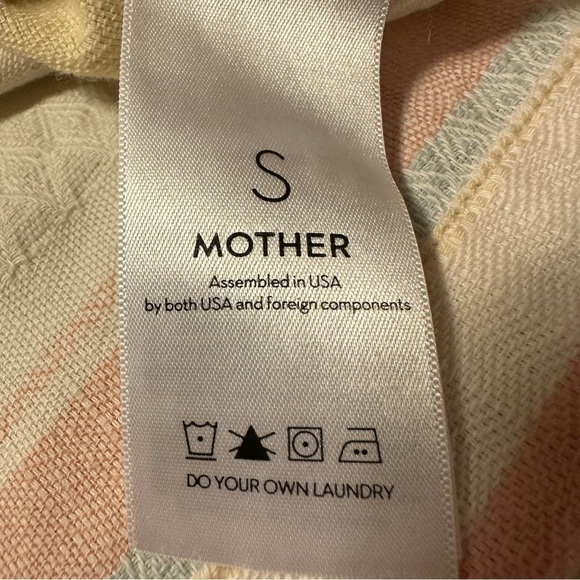 S
MOTHER
Assembled in USA
by both USA and foreign components
DO YOUR OWN LAUNDRY